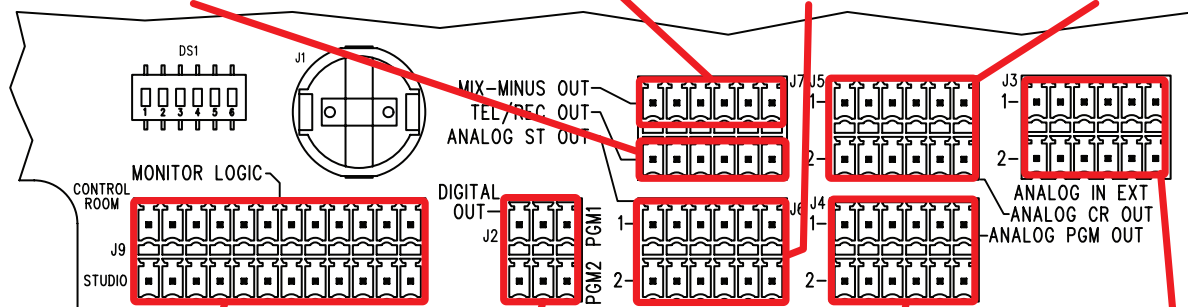 DS1
J1
1 2 3 4 5 6
MIX-MINUS OUT
TEL/REC OUT
ANALOG ST OUT
J7
J5
1
2
J3
1
2
MONITOR LOGIC
CONTROL
ROOM
J9
STUDIO
DIGITAL
OUT
J2
PGM1
PGM2
J6
1
2
J4
1
2
ANALOG IN EXT
ANALOG CR OUT
ANALOG PGM OUT